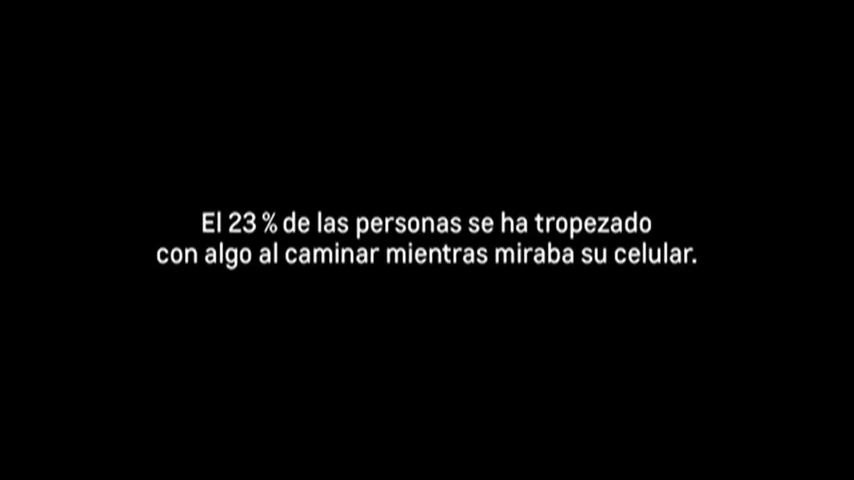 El 23 % de las personas se ha tropezado
con algo al caminar mientras miraba su celular.